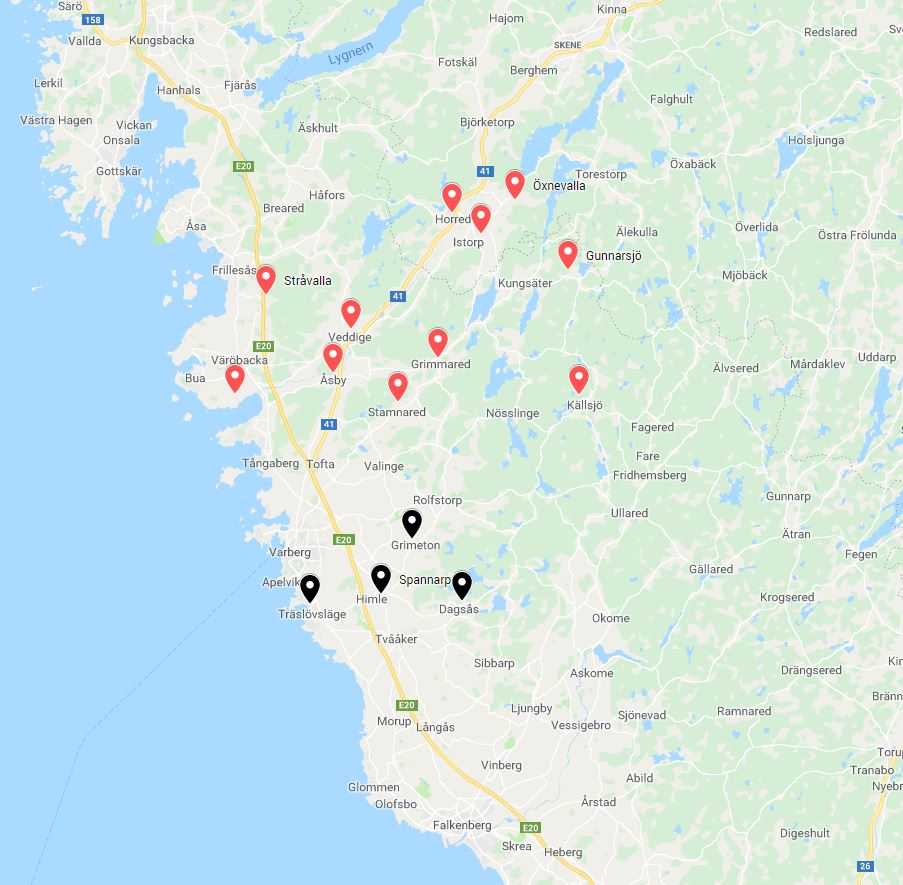 Särö
158
Vallda
Kungsbacka
Hajom
Kinna
Redslared
SKENE
Lygnern
Fotskäl
Berghem
Lerkil
Hanhals
Fjärås
Falghult
Västra Hagen
Vickan
Onsala
Äskhult
Björketorp
Holsljunga
E20
41
Öxabäck
Gottskär
Torestorp
Öxnevalla
Håfors
Breared
Horred
Åsa
Istorp
Älekulla
Överlida
Östra Frölunda
Gunnarsjö
Frillesås
Stråvalla
Kungsäter
Mjöbäck
41
Veddige
E20
Väröbacka
Grimmared
Uddarp
Mårdaklev
Älvsered
Bua
Åsby
Stamnared
Källsjö
Nösslinge
41
Fagered
Tångaberg
Tofta
Valinge
Fare
Fridhemsberg
Rolfstorp
Gunnarp
Ullared
E20
Grimeton
Ätran
Varberg
Fegen
Gällared
Apelvik
Spannarp
Himle
Dagsås
Krogsered
Träslövsläge
Okome
Tvååker
Sibbarp
Askome
Drängsered
E20
Ljungby
Sjönevad
Ramnared
Morup
Långås
Vessigebro
Vinberg
Abild
Tranabo
Glommen
Olofsbo
Årstad
Falkenberg
E20
Digeshult
Skrea
Heberg
26